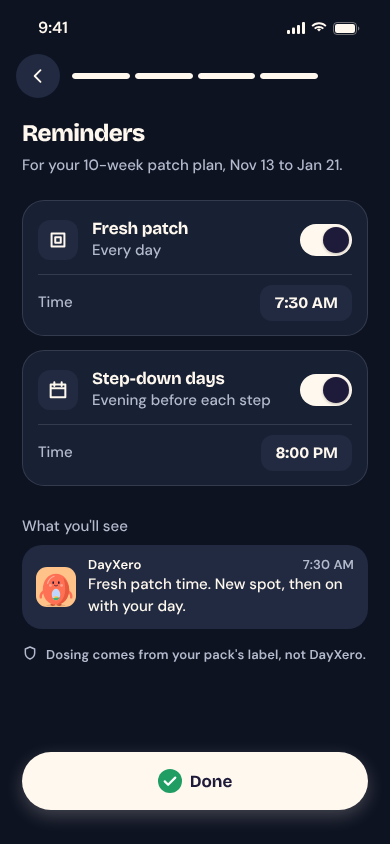 9:41
Reminders
For your 10-week patch plan, Nov 13 to Jan 21.
Fresh patch
Every day
Time
7:30 AM
Step-down days
Evening before each step
Time
8:00 PM
What you'll see
DayXero
7:30 AM
Fresh patch time. New spot, then on
with your day.
Dosing comes from your pack's label, not DayXero.
Done